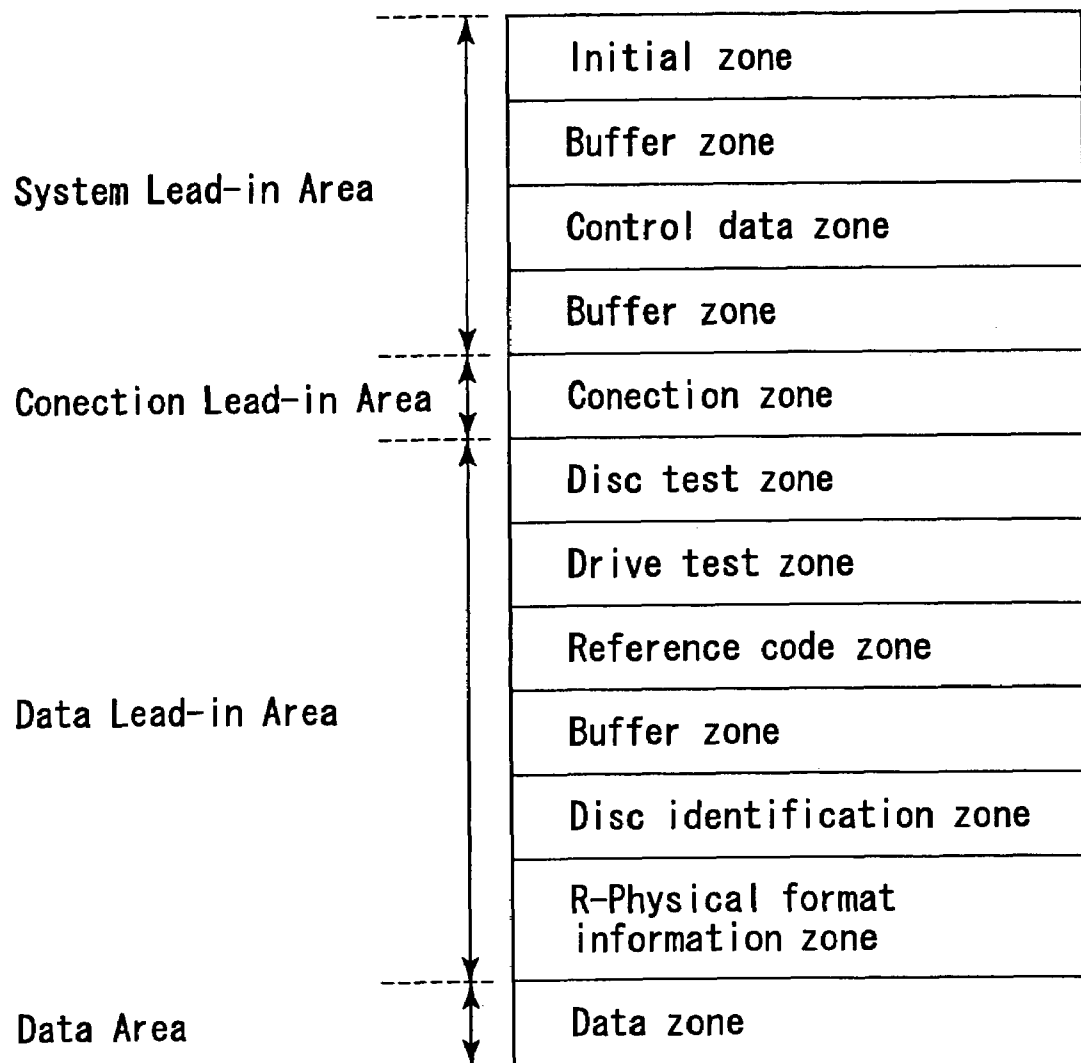 System Lead-in Area
Initial zone
Buffer zone
Control data zone
Buffer zone
Conection Lead-in Area
Conection zone
Data Lead-in Area
Disc test zone
Drive test zone
Reference code zone
Buffer zone
Disc identification zone
R-Physical format
information zone
Data Area
Data zone